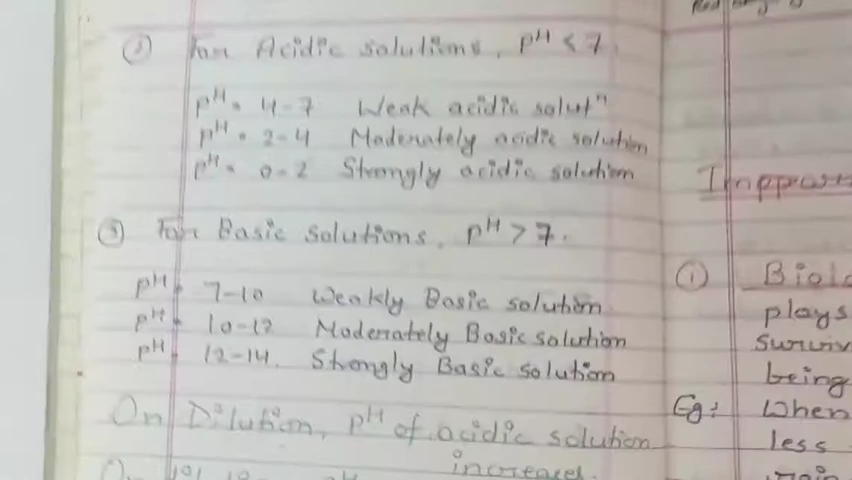 ② For Acidic solutions, pH < 7.
pH = 4-7 Weak acidic solutⁿ
pH = 2-4 Moderately acidic solution
pH = 0-2 Strongly acidic solution
③ For Basic solutions, pH > 7.
pH = 7-10 Weakly Basic solution
pH = 10-12 Moderately Basic solution
pH = 12-14. Strongly Basic solution
On Dilution, pH of acidic solution
increases.
①
plays
being
Eg: When
less